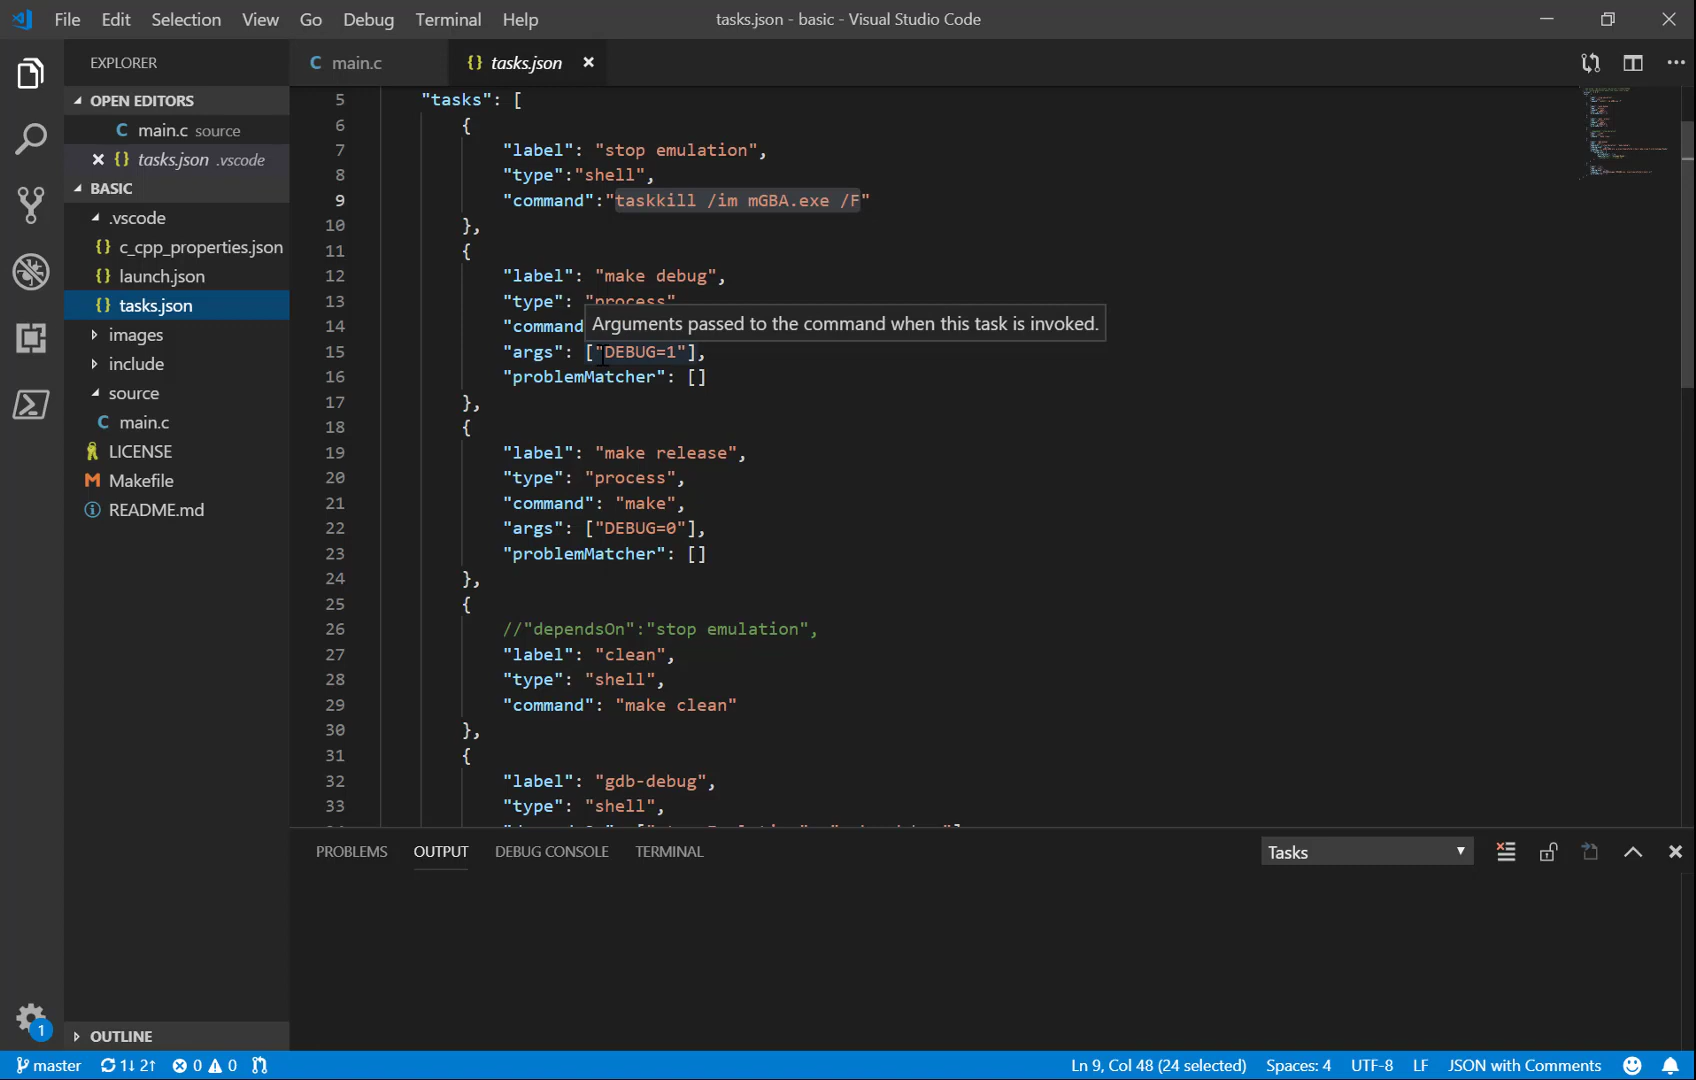 File Edit Selection View Go Debug Terminal Help
tasks.json - basic - Visual Studio Code
EXPLORER
OPEN EDITORS
main.c source
tasks.json .vscode
BASIC
.vscode
c_cpp_properties.json
launch.json
tasks.json
images
include
source
main.c
LICENSE
Makefile
README.md
OUTLINE
main.c
tasks.json
5 "tasks": [
6 {
7 "label": "stop emulation",
8 "type":"shell",
9 "command":"taskkill /im mGBA.exe /F"
10 },
11 {
12 "label": "make debug",
13 "type": "process"
14 "command
Arguments passed to the command when this task is invoked.
15 "args": ["DEBUG=1"],
16 "problemMatcher": []
17 },
18 {
19 "label": "make release",
20 "type": "process",
21 "command": "make",
22 "args": ["DEBUG=0"],
23 "problemMatcher": []
24 },
25 {
26 //"dependsOn":"stop emulation",
27 "label": "clean",
28 "type": "shell",
29 "command": "make clean"
30 },
31 {
32 "label": "gdb-debug",
33 "type": "shell",
PROBLEMS OUTPUT DEBUG CONSOLE TERMINAL
Tasks
1
master 1↓ 2↑ 0 0
Ln 9, Col 48 (24 selected) Spaces: 4 UTF-8 LF JSON with Comments